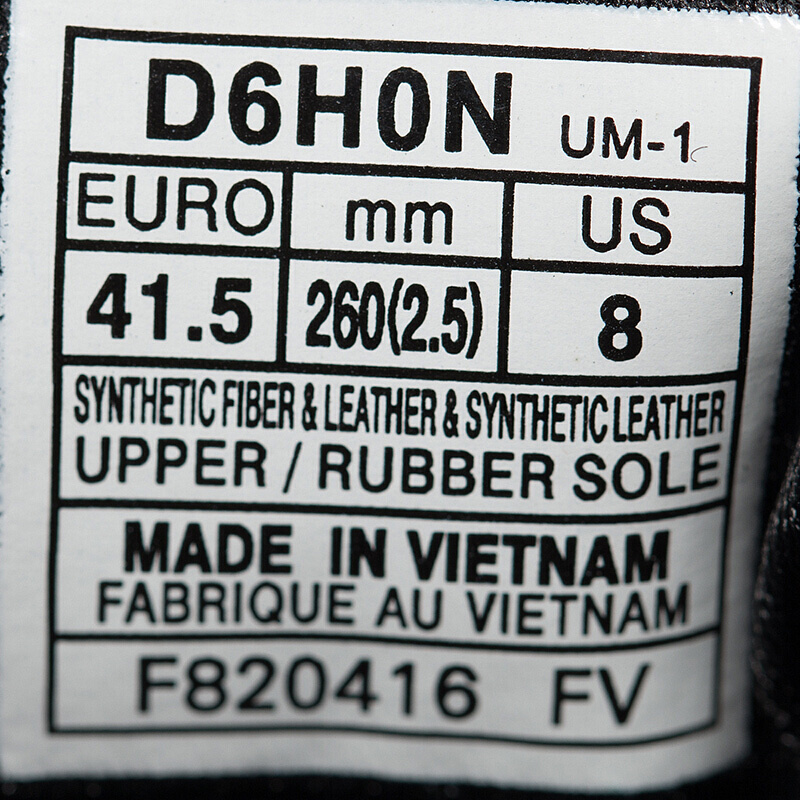 D6H0N UM-1
EURO mm US
41.5 260(2.5) 8
SYNTHETIC FIBER & LEATHER & SYNTHETIC LEATHER
UPPER / RUBBER SOLE
MADE IN VIETNAM
FABRIQUE AU VIETNAM
F820416 FV